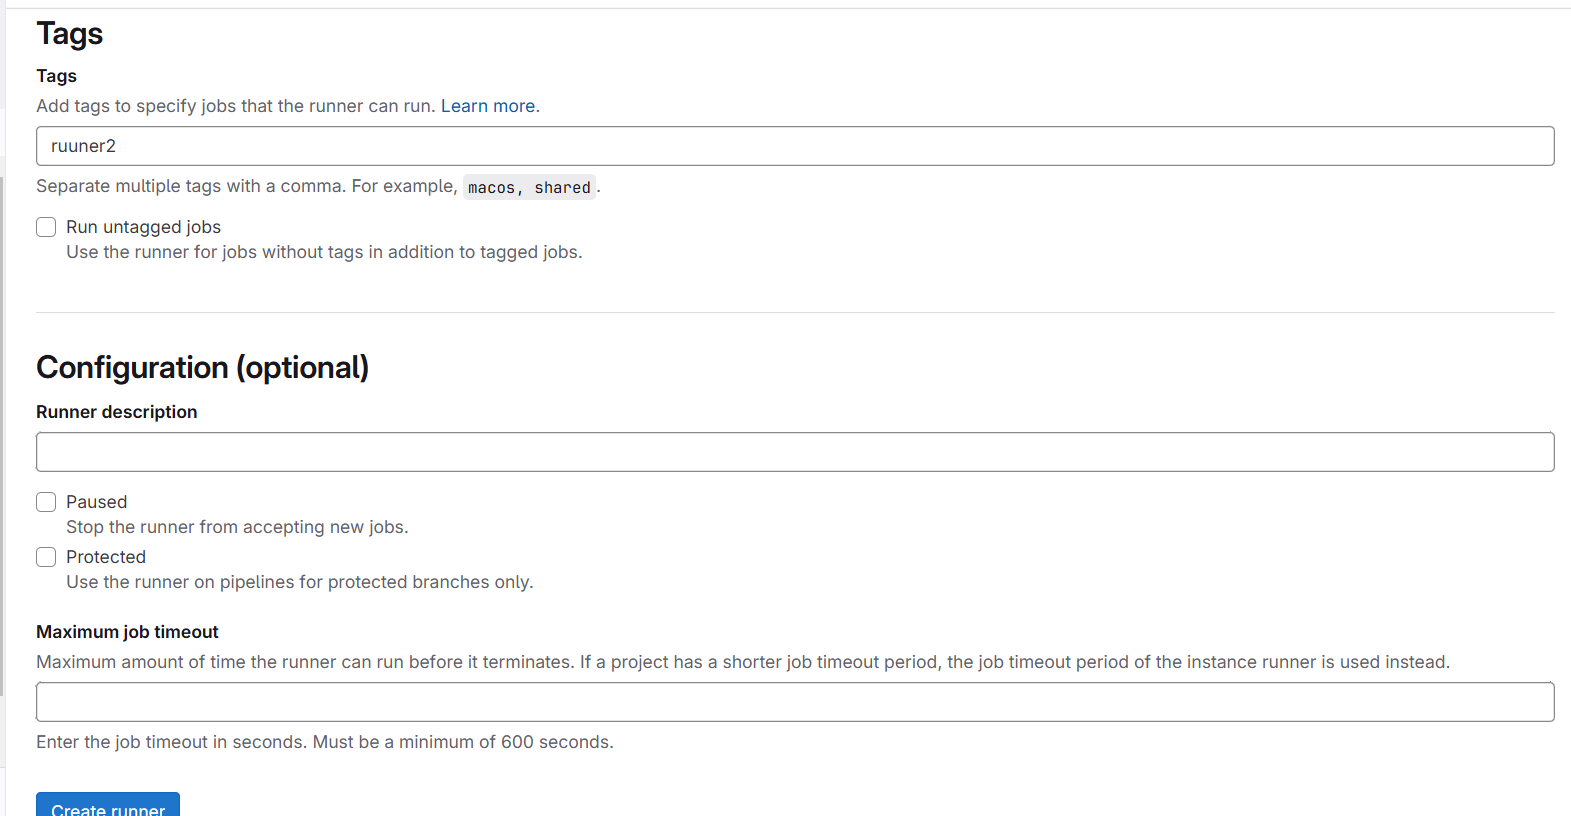 Tags
Tags
Add tags to specify jobs that the runner can run. Learn more.
ruuner2
Separate multiple tags with a comma. For example, macos, shared.
Run untagged jobs
Use the runner for jobs without tags in addition to tagged jobs.
Configuration (optional)
Runner description
Paused
Stop the runner from accepting new jobs.
Protected
Use the runner on pipelines for protected branches only.
Maximum job timeout
Maximum amount of time the runner can run before it terminates. If a project has a shorter job timeout period, the job timeout period of the instance runner is used instead.
Enter the job timeout in seconds. Must be a minimum of 600 seconds.
Create runner